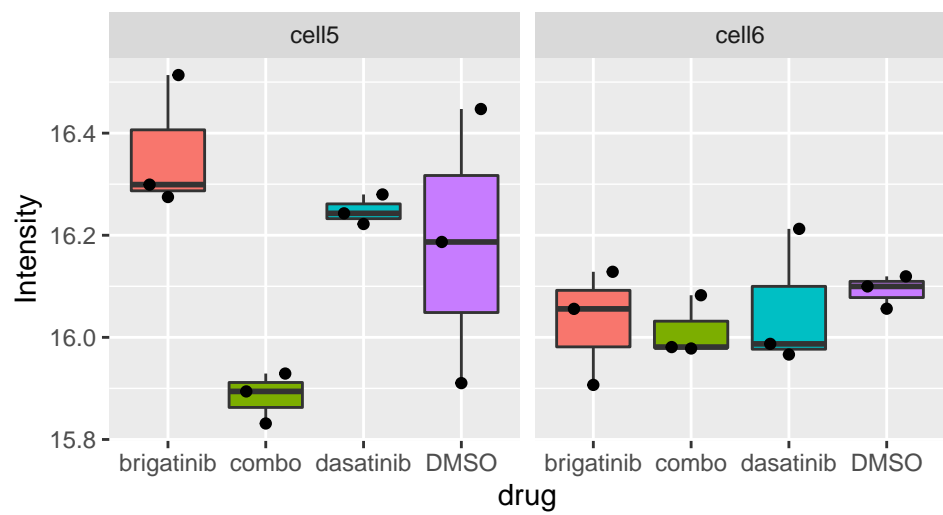 cell5 cell6
Intensity
16.4
16.2
16.0
15.8
brigatinib combo dasatinib DMSO brigatinib combo dasatinib DMSO
drug